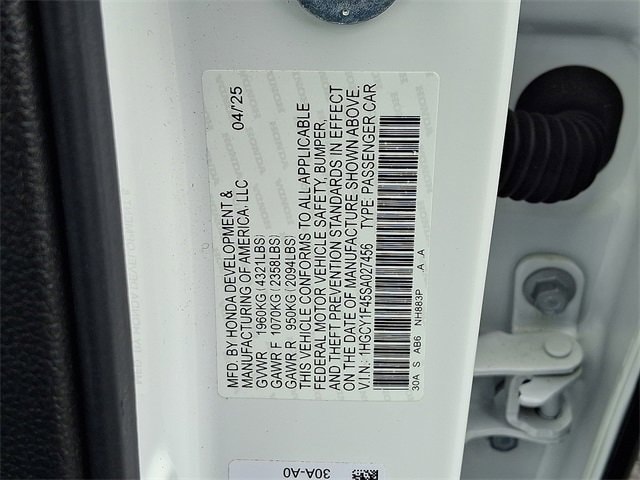 04/'25
MFD. BY HONDA DEVELOPMENT &
MANUFACTURING OF AMERICA, LLC
GVWR 1960KG (4321LBS)
GAWR F 1070KG (2358LBS)
GAWR R 950KG (2094LBS)
THIS VEHICLE CONFORMS TO ALL APPLICABLE
FEDERAL MOTOR VEHICLE SAFETY, BUMPER,
AND THEFT PREVENTION STANDARDS IN EFFECT
ON THE DATE OF MANUFACTURE SHOWN ABOVE.
V.I.N.: 1HGCY1F45SA027456 TYPE PASSENGER CAR
30A S AB6 NH883P A A
30A-A0